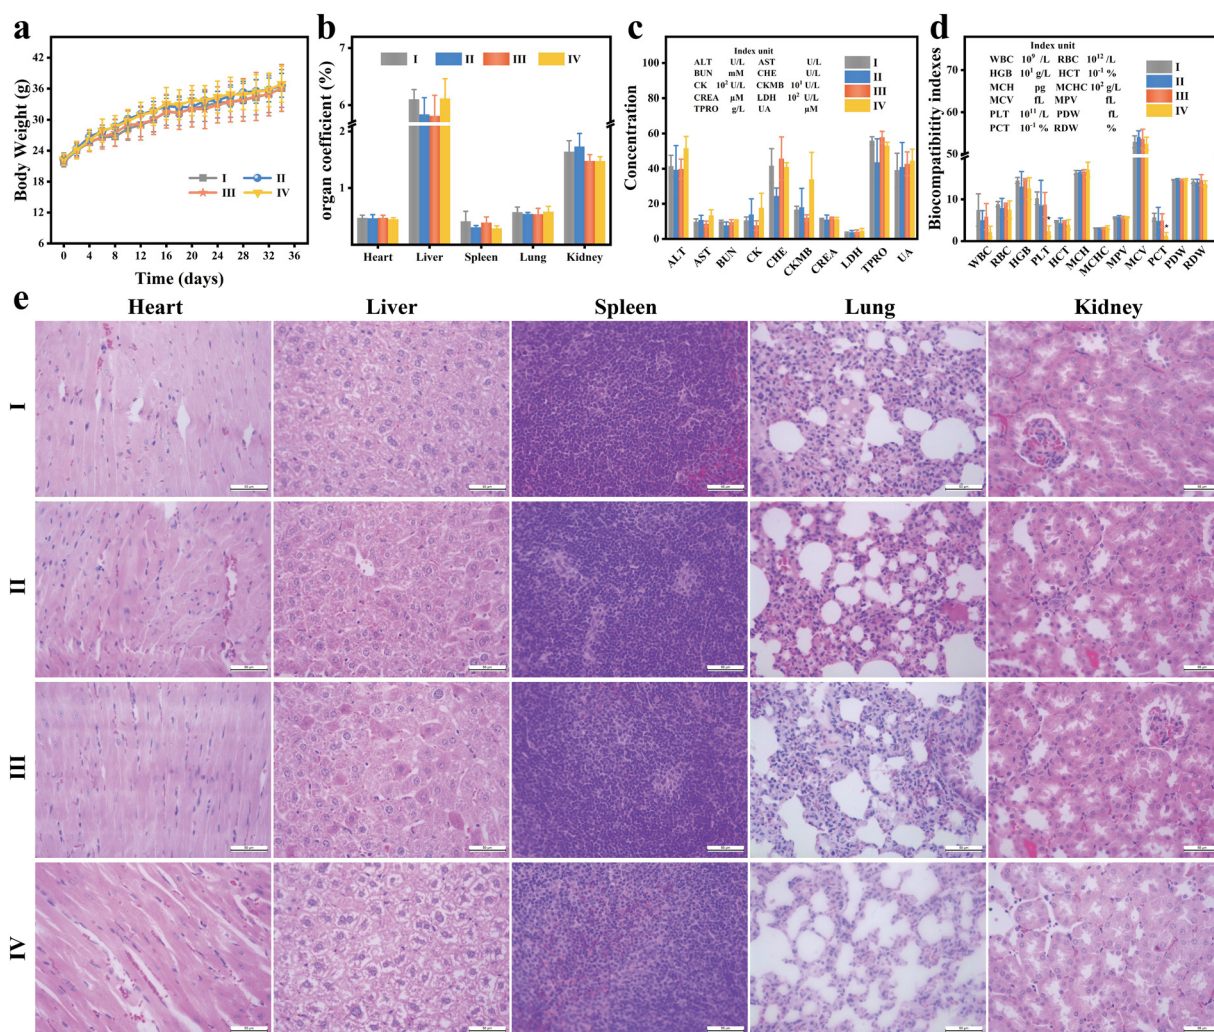 a
Body Weight (g)
42
36
30
24
18
12
6
I
II
III
IV
0 4 8 12 16 20 24 28 32 36
Time (days)
b
organ coefficient (%)
7
6
2
1
I
II
III
IV
Heart
Liver
Spleen
Lung
Kidney
c
Concentration
100
80
60
40
20
0
Index unit
ALT U/L AST U/L
BUN mM CHE U/L
CK 10² U/L CKMB 10¹ U/L
CREA μM LDH 10² U/L
TPRO g/L UA μM
I
II
III
IV
ALT
AST
BUN
CK
CHE
CKMB
CREA
LDH
TPRO
UA
d
Biocompatibitity indexes
70
60
50
10
0
Index unit
WBC 10⁹ /L RBC 10¹² /L
HGB 10¹ g/L HCT 10⁻¹ %
MCH pg MCHC 10² g/L
MCV fL MPV fL
PLT 10¹¹ /L PDW fL
PCT 10⁻¹ % RDW %
I
II
III
IV
*
*
WBC
RBC
HGB
PLT
HCT
MCH
MCHC
MPV
MCV
PCT
PDW
RDW
e
Heart
Liver
Spleen
Lung
Kidney
I
II
III
IV